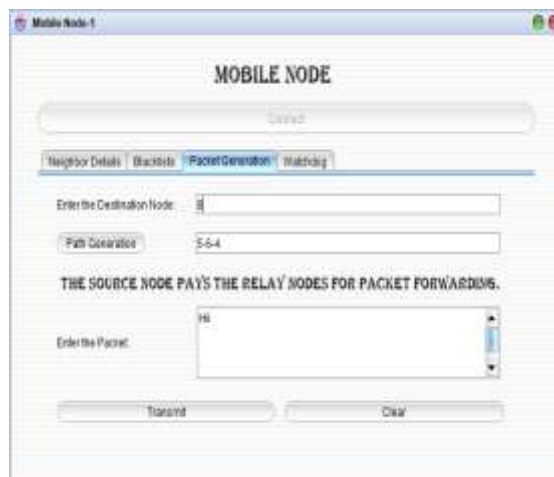 Mobile Node-1
MOBILE NODE
Connect
Neighbor Details Blacklists Packet Generation Watchdog
Enter the Destination Node:
Path Generation 5-6-4
THE SOURCE NODE PAYS THE RELAY NODES FOR PACKET FORWARDING.
Hi
Enter the Packet:
Transmit Clear